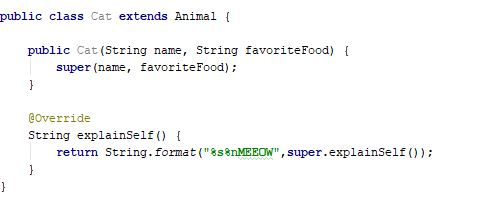 public class Cat extends Animal {
public Cat(String name, String favoriteFood) {
super(name, favoriteFood);
}
@Override
String explainSelf() {
return String.format("%s%nMEEOW",super.explainSelf());
}
}